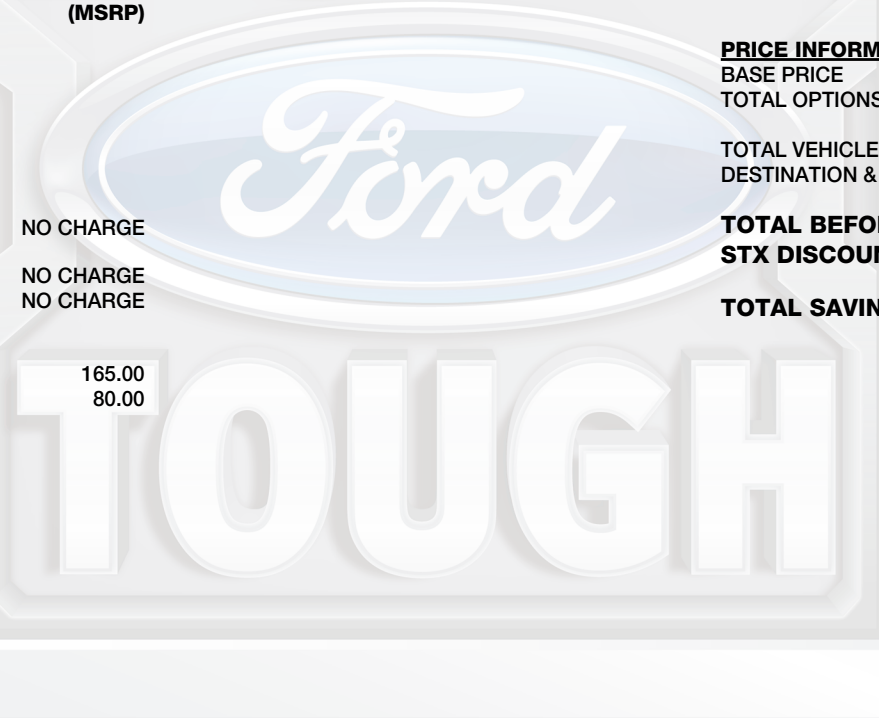 (MSRP)
NO CHARGE
NO CHARGE
NO CHARGE
165.00
80.00
PRICE INFORM
BASE PRICE
TOTAL OPTIONS
TOTAL VEHICLE
DESTINATION &
TOTAL BEFO
STX DISCOUN
TOTAL SAVIN
Ford
TOUGH